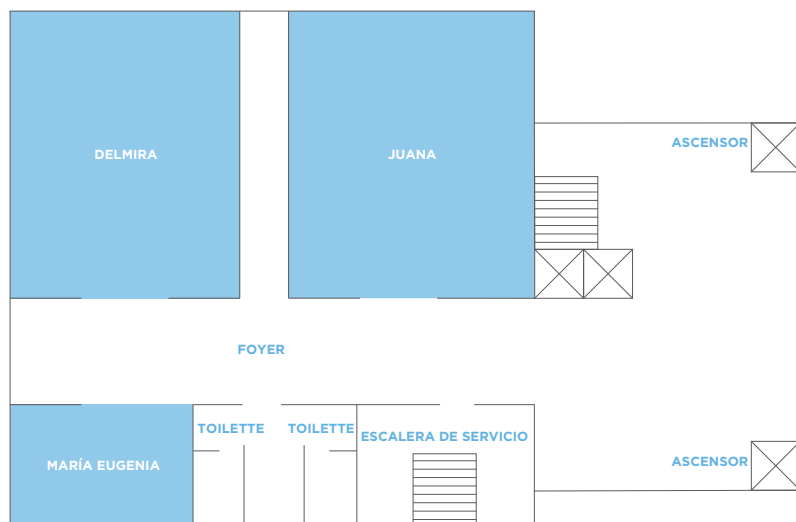 DELMIRA
JUANA
ASCENSOR
FOYER
TOILETTE
TOILETTE
ESCALERA DE SERVICIO
MARÍA EUGENIA
ASCENSOR